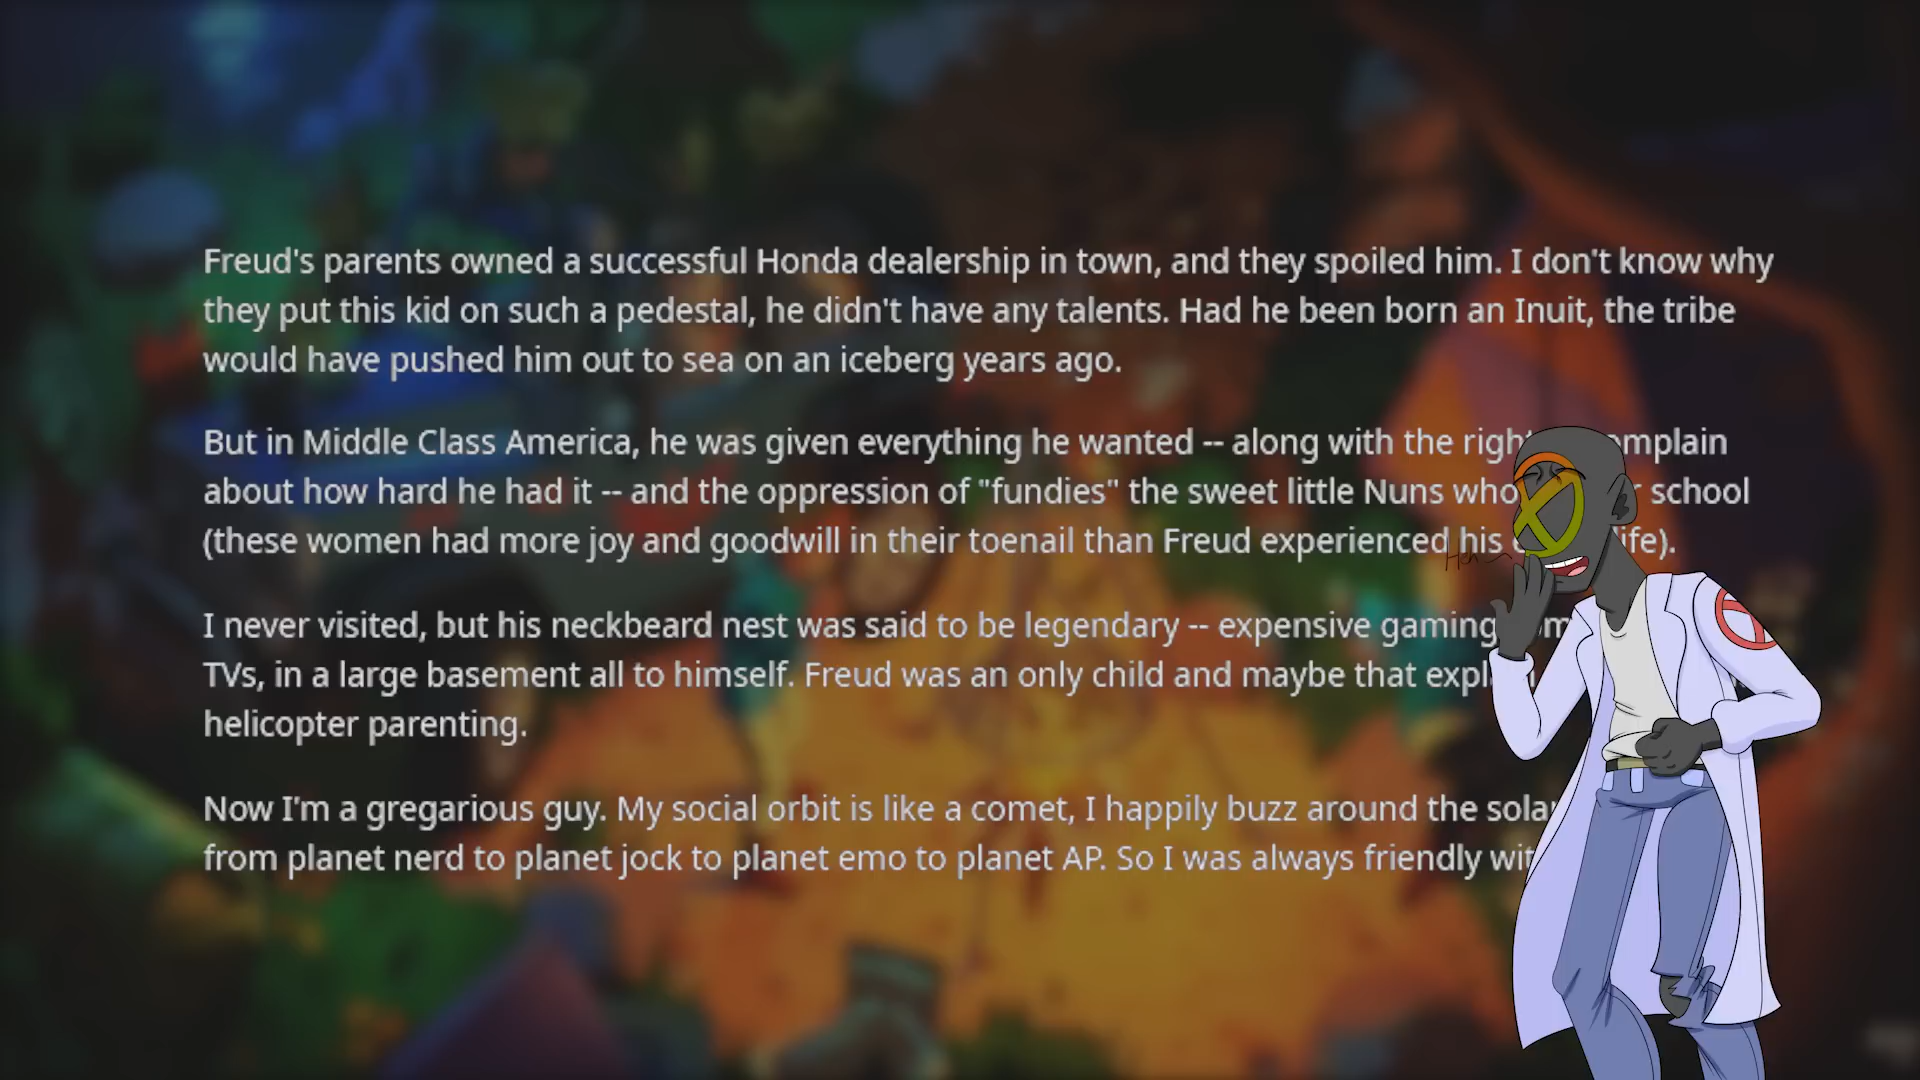 Freud's parents owned a successful Honda dealership in town, and they spoiled him. I don't know why
they put this kid on such a pedestal, he didn't have any talents. Had he been born an Inuit, the tribe
would have pushed him out to sea on an iceberg years ago.
But in Middle Class America, he was given everything he wanted -- along with the
about how hard he had it -- and the oppression of "fundies" the sweet little Nuns who school
(these women had more joy and goodwill in their toenail than Freud experienced his life).
I never visited, but his neckbeard nest was said to be legendary -- expensive gaming
TVs, in a large basement all to himself. Freud was an only child and maybe that
helicopter parenting.
Now I'm a gregarious guy. My social orbit is like a comet, I happily buzz around the
from planet nerd to planet jock to planet emo to planet AP. So I was always friendly